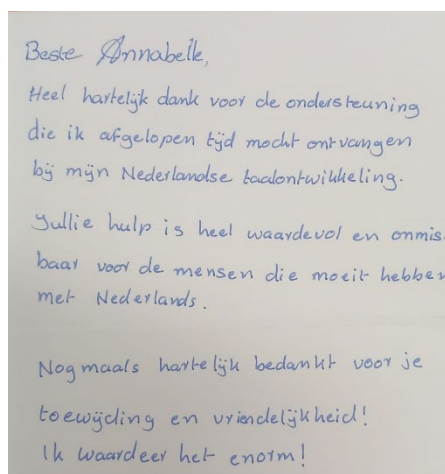 Beste Annabelle,
Heel hartelijk dank voor de ondersteuning
die ik afgelopen tijd mocht ontvangen
bij mijn Nederlandse taalontwikkeling.
Jullie hulp is heel waardevol en onmis-
baar voor de mensen die moeit hebben
met Nederlands.
Nogmaals hartelijk bedankt voor je
toewijding en vriendelijkheid!
Ik waardeer het enorm!